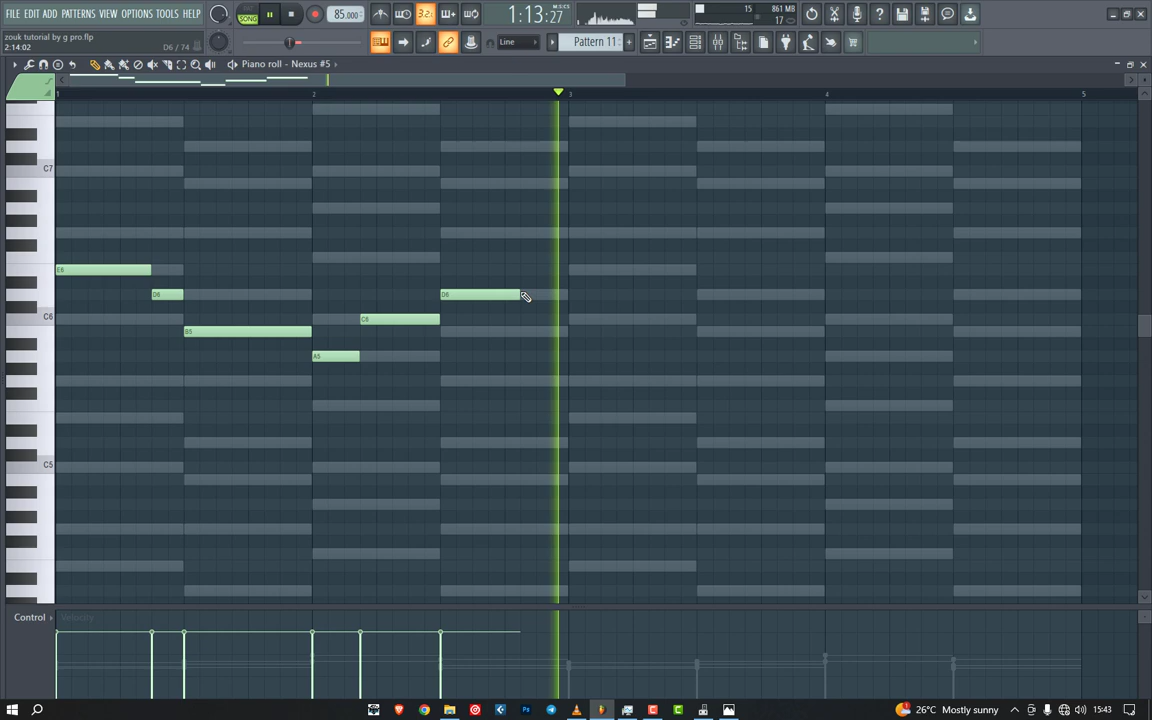 FILE EDIT ADD PATTERNS VIEW OPTIONS TOOLS HELP
SONG
85.000
3.2
1:13:27
M:S:CS
15
861 MB
17
zouk tutorial by g pro.flp
2:14:02
D6 / 74
Line
Pattern 11
Piano roll - Nexus #5
1
2
3
4
5
C7
E6
D6
D6
C6
C6
B5
A5
C5
Control
Velocity
26°C Mostly sunny
15:43